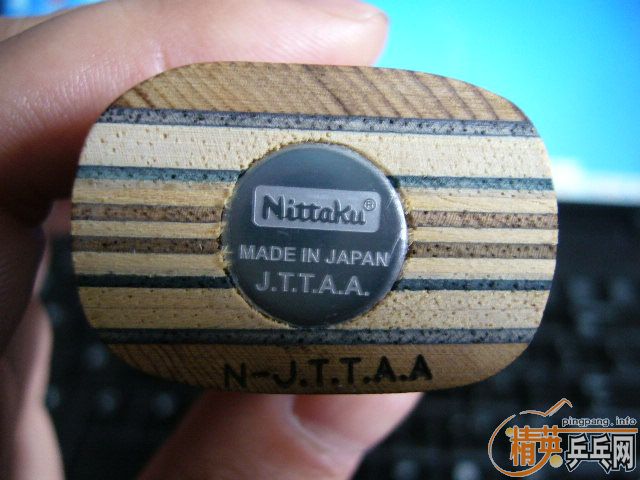 Nittaku®
MADE IN JAPAN
J.T.T.A.A.
N-J.T.T.A.A
pingpang.info
精英乒乓网